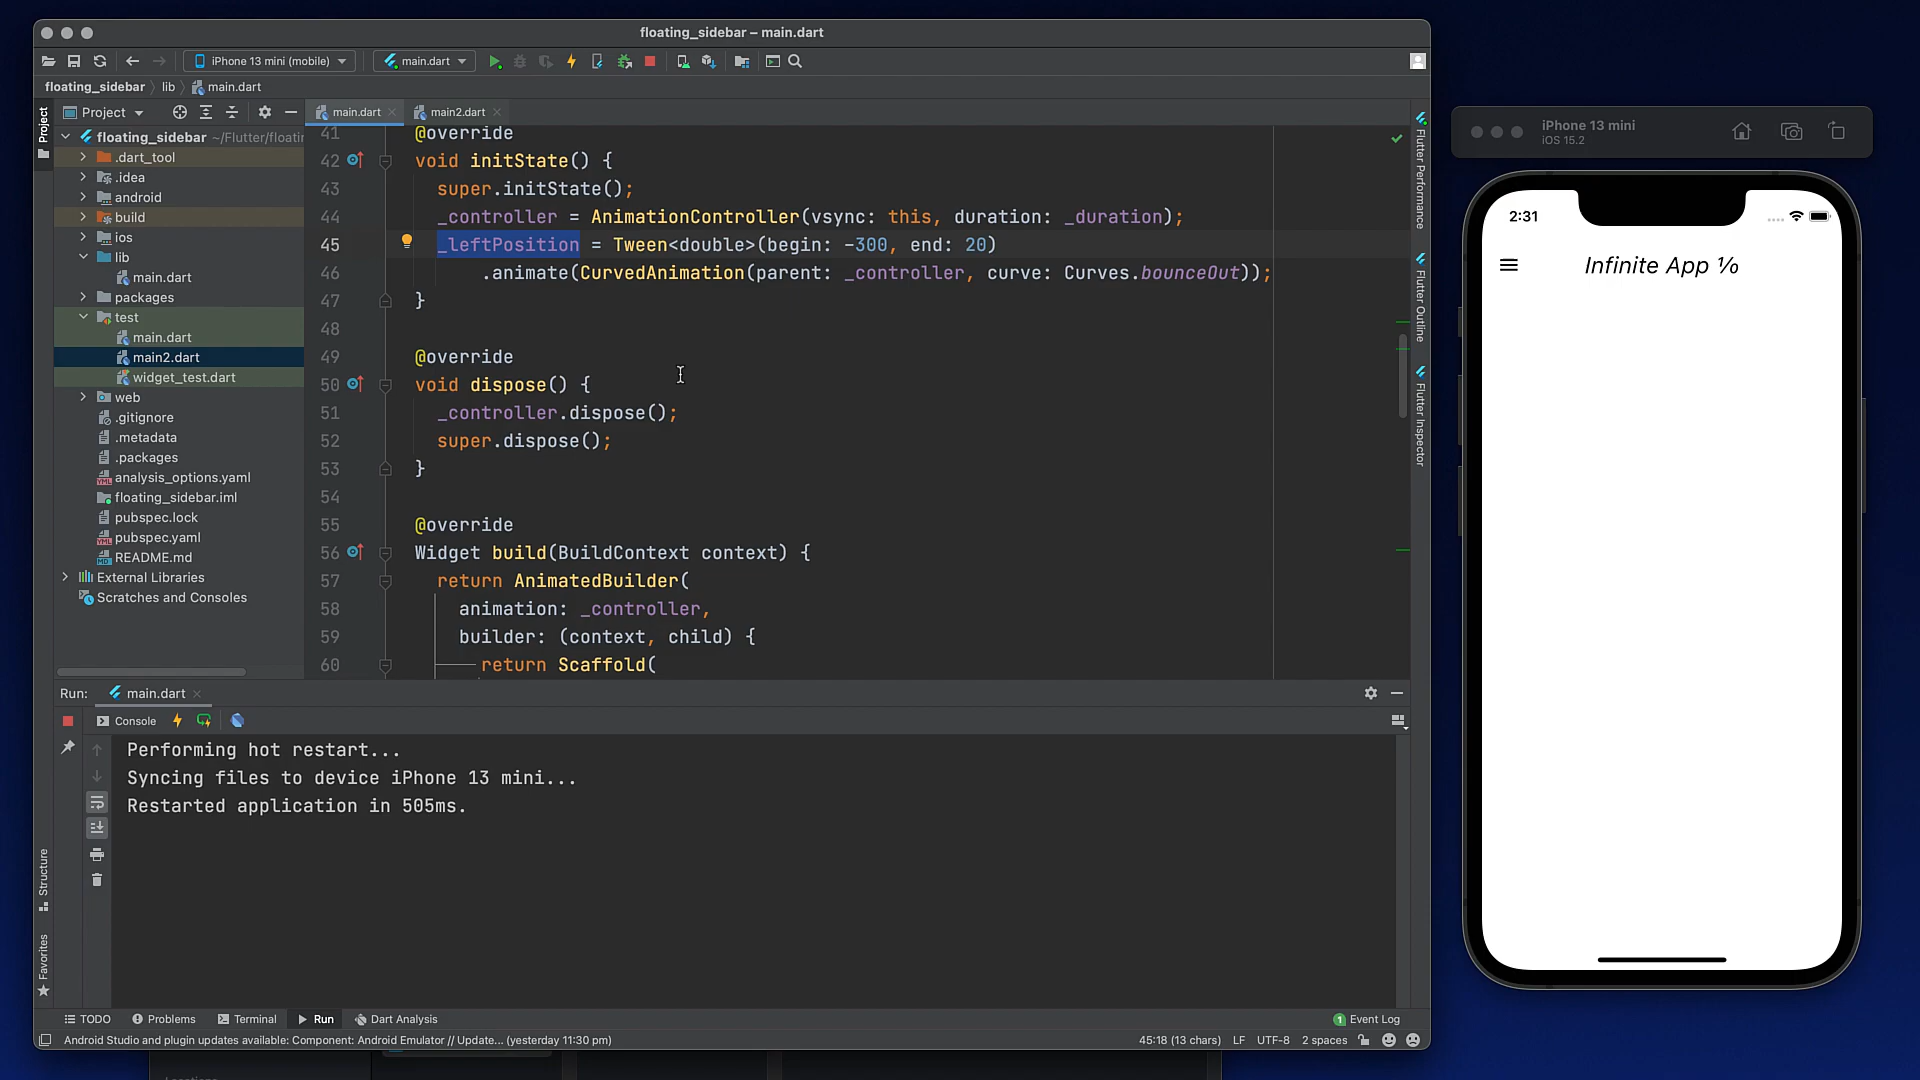 floating_sidebar – main.dart
iPhone 13 mini (mobile)
main.dart
floating_sidebar
lib
main.dart
Project
main.dart
main2.dart
Project
floating_sidebar ~/Flutter/floatin
.dart_tool
.idea
android
build
ios
lib
main.dart
packages
test
main.dart
main2.dart
widget_test.dart
web
.gitignore
.metadata
.packages
analysis_options.yaml
floating_sidebar.iml
pubspec.lock
pubspec.yaml
README.md
External Libraries
Scratches and Consoles
41 @override
42 void initState() {
43 super.initState();
44 _controller = AnimationController(vsync: this, duration: _duration);
45 _leftPosition = Tween<double>(begin: -300, end: 20)
46 .animate(CurvedAnimation(parent: _controller, curve: Curves.bounceOut));
47 }
48
49 @override
50 void dispose() {
51 _controller.dispose();
52 super.dispose();
53 }
54
55 @override
56 Widget build(BuildContext context) {
57 return AnimatedBuilder(
58 animation: _controller,
59 builder: (context, child) {
60 return Scaffold(
Flutter Performance
Flutter Outline
Flutter Inspector
Run:
main.dart
Console
Performing hot restart...
Syncing files to device iPhone 13 mini...
Restarted application in 505ms.
Structure
Favorites
TODO
Problems
Terminal
Run
Dart Analysis
1 Event Log
Android Studio and plugin updates available: Component: Android Emulator // Update... (yesterday 11:30 pm)
45:18 (13 chars)
LF
UTF-8
2 spaces
iPhone 13 mini
iOS 15.2
2:31
Infinite App ⅒